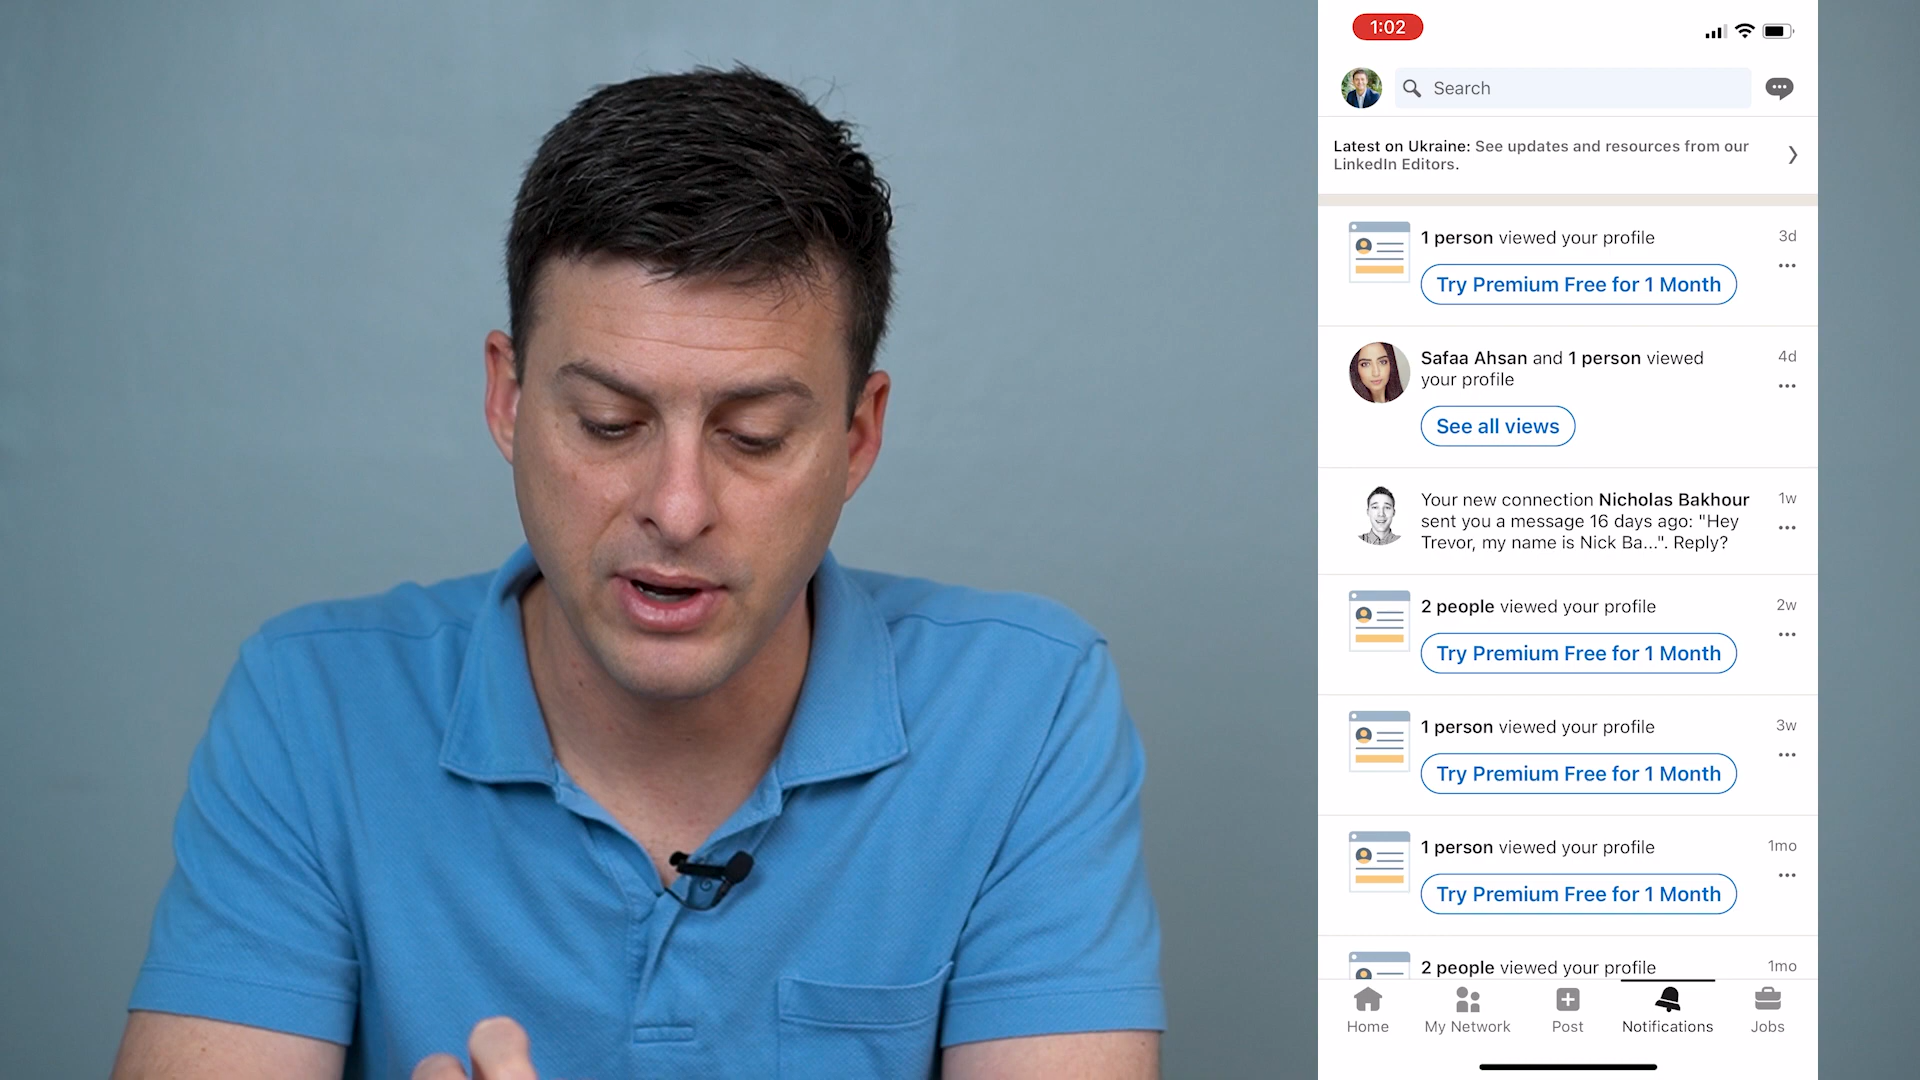 1:02
Search
Latest on Ukraine: See updates and resources from our
LinkedIn Editors.
1 person viewed your profile
3d
Try Premium Free for 1 Month
Safaa Ahsan and 1 person viewed
your profile
4d
See all views
Your new connection Nicholas Bakhour
sent you a message 16 days ago: "Hey
Trevor, my name is Nick Ba...". Reply?
1w
2 people viewed your profile
2w
Try Premium Free for 1 Month
1 person viewed your profile
3w
Try Premium Free for 1 Month
1 person viewed your profile
1mo
Try Premium Free for 1 Month
2 people viewed your profile
1mo
Home
My Network
Post
Notifications
Jobs